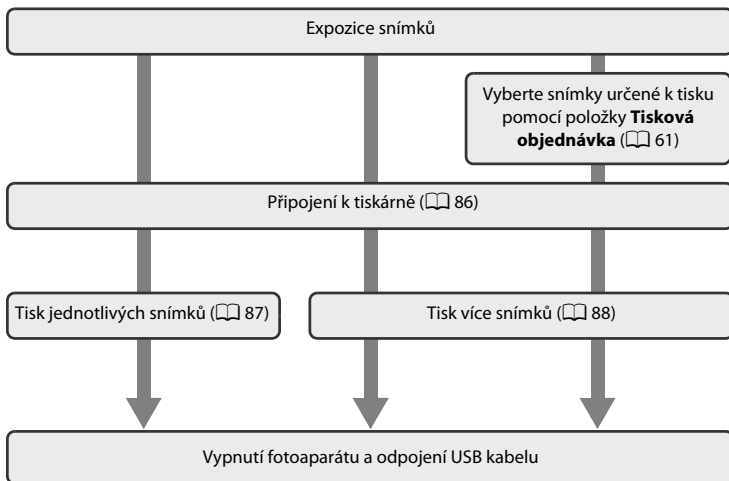 Expozice snímků
Vyberte snímky určené k tisku
pomocí položky Tisková
objednávka (📖 61)
Připojení k tiskárně (📖 86)
Tisk jednotlivých snímků (📖 87)
Tisk více snímků (📖 88)
Vypnutí fotoaparátu a odpojení USB kabelu